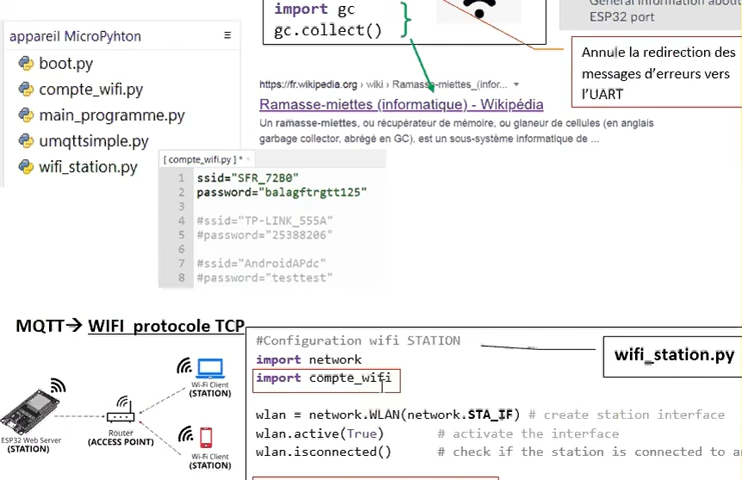 General information about
ESP32 port
import gc
gc.collect()
Annule la redirection des
messages d'erreurs vers
l'UART
appareil MicroPyhton
boot.py
compte_wifi.py
main_programme.py
umqttsimple.py
wifi_station.py
https://fr.wikipedia.org › wiki › Ramasse-miettes_(infor...
Ramasse-miettes (informatique) - Wikipédia
Un ramasse-miettes, ou récupérateur de mémoire, ou glaneur de cellules (en anglais
garbage collector, abrégé en GC), est un sous-système informatique de ...
[ compte_wifi.py ] *
1 ssid="SFR_72B0"
2 password="balagftrgtt125"
3
4 #ssid="TP-LINK_555A"
5 #password="25388206"
6
7 #ssid="AndroidAPdc"
8 #password="testtest"
MQTT→ WIFI protocole TCP
#Configuration wifi STATION
import network
import compte_wifi
wifi_station.py
wlan = network.WLAN(network.STA_IF) # create station interface
wlan.active(True) # activate the interface
wlan.isconnected() # check if the station is connected to an
Wi-Fi Client
(STATION)
ESP32 Web Server
(STATION)
Router
(ACCESS POINT)
Wi-Fi Client
(STATION)